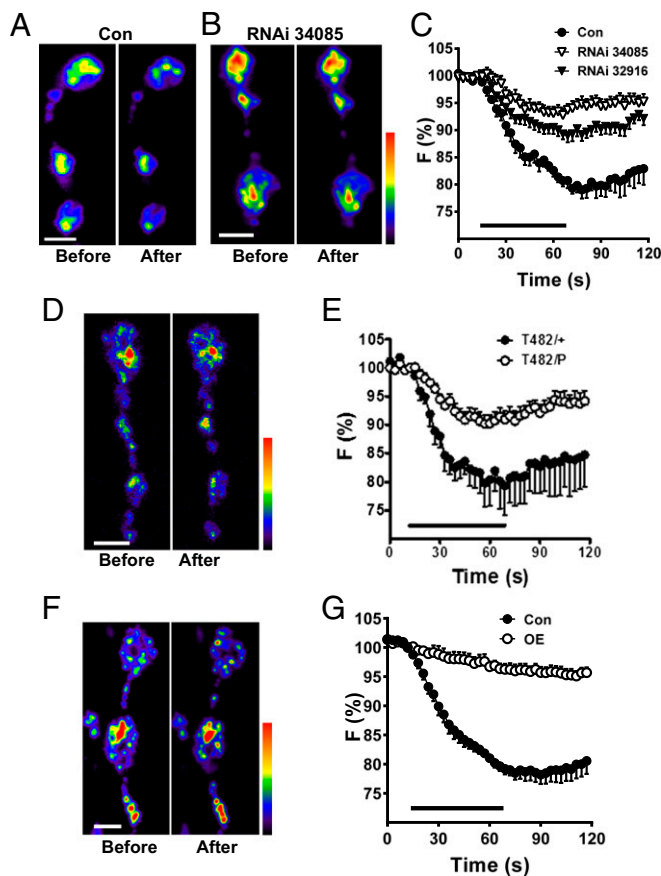 A
Con
Before
After
B
RNAi 34085
Before
After
C
Con
RNAi 34085
RNAi 32916
F (%)
100
95
90
85
80
75
0
30
60
90
120
Time (s)
D
Before
After
E
T482/+
T482/P
F (%)
105
100
95
90
85
80
75
0
30
60
90
120
Time (s)
F
Before
After
G
Con
OE
F (%)
105
100
95
90
85
80
75
0
30
60
90
120
Time (s)